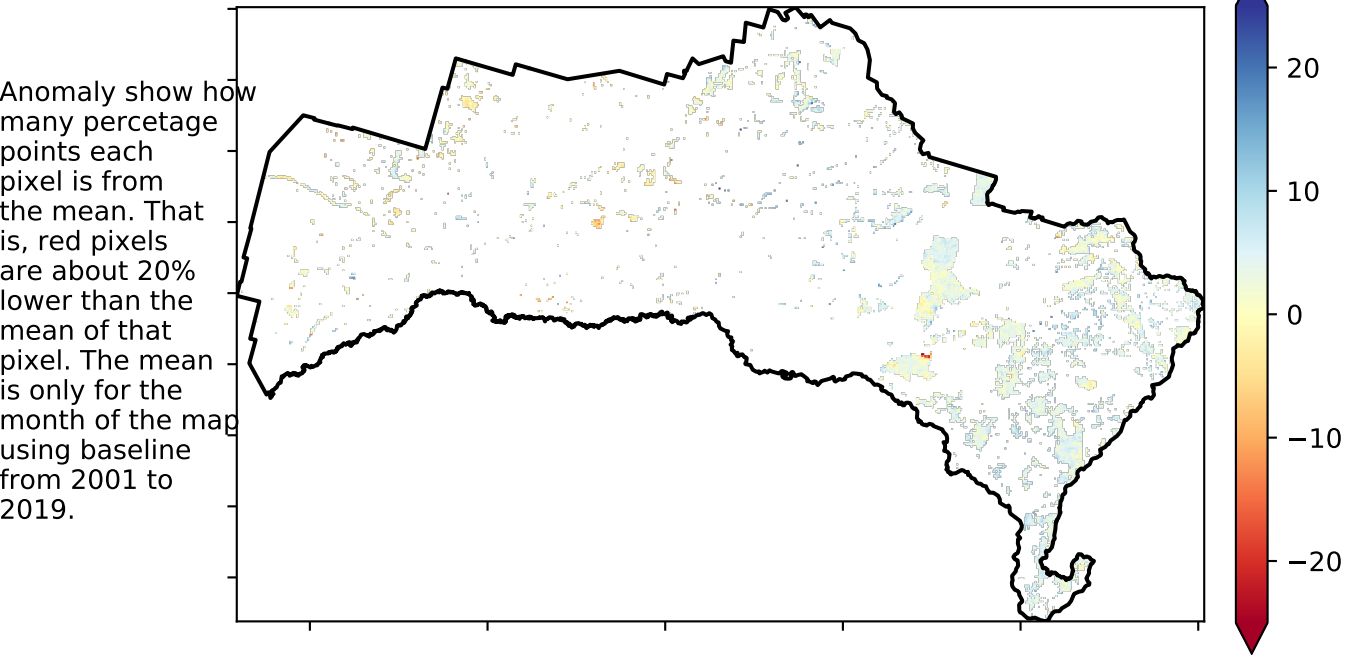 Anomaly show how
many percetage
points each
pixel is from
the mean. That
is, red pixels
are about 20%
lower than the
mean of that
pixel. The mean
is only for the
month of the map
using baseline
from 2001 to
2019.
20
10
0
−10
−20